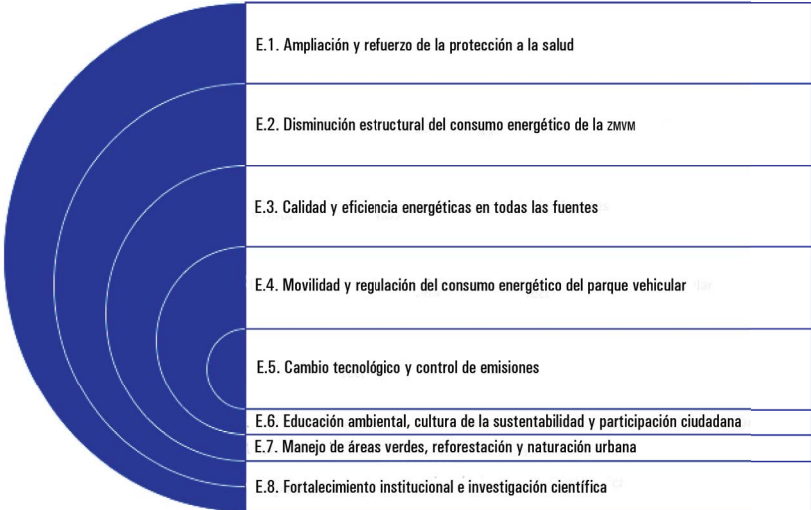 E.1. Ampliación y refuerzo de la protección a la salud
E.2. Disminución estructural del consumo energético de la ZMVM
E.3. Calidad y eficiencia energéticas en todas las fuentes
E.4. Movilidad y regulación del consumo energético del parque vehicular
E.5. Cambio tecnológico y control de emisiones
E.6. Educación ambiental, cultura de la sustentabilidad y participación ciudadana
E.7. Manejo de áreas verdes, reforestación y naturación urbana
E.8. Fortalecimiento institucional e investigación científica